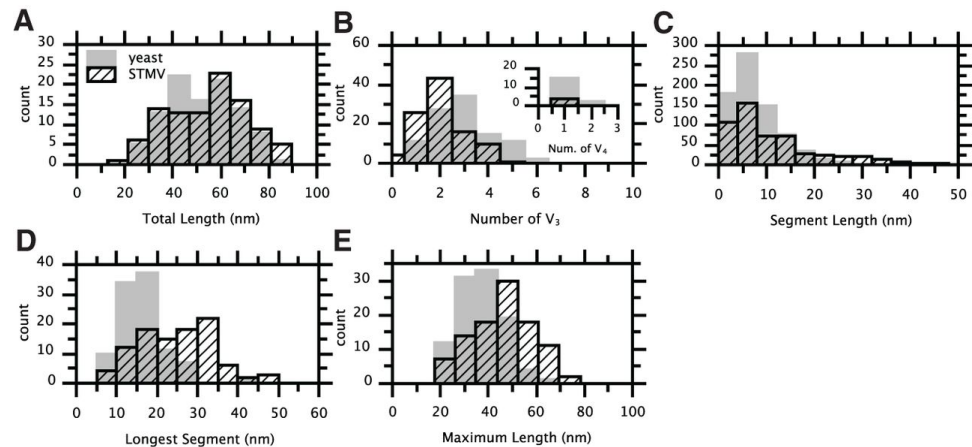 A
30
25
20
15
10
5
0
count
yeast
STMV
0 20 40 60 80 100
Total Length (nm)
B
60
40
20
0
count
20
10
0
0 1 2 3
Num. of V4
0 2 4 6 8 10
Number of V3
C
300
250
200
150
100
50
0
count
0 10 20 30 40 50
Segment Length (nm)
D
40
30
20
10
0
count
0 10 20 30 40 50 60
Longest Segment (nm)
E
30
20
10
0
count
0 20 40 60 80 100
Maximum Length (nm)